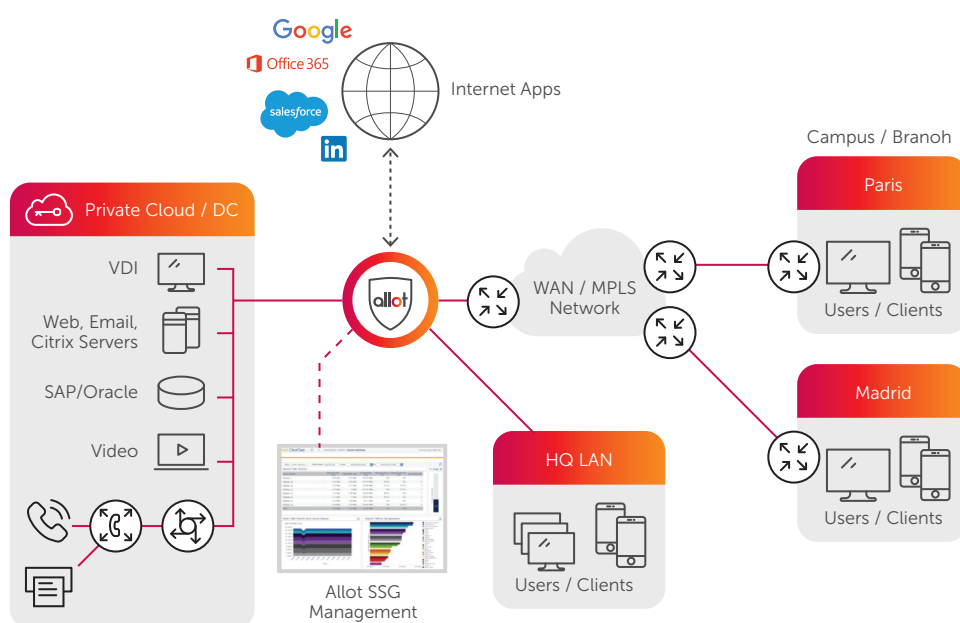 Google
Office 365
salesforce
in
Internet Apps
Campus / Branoh
Paris
Users / Clients
Private Cloud / DC
VDI
Web, Email,
Citrix Servers
SAP/Oracle
Video
allot
WAN / MPLS
Network
Madrid
Users / Clients
HQ LAN
Users / Clients
Allot SSG
Management